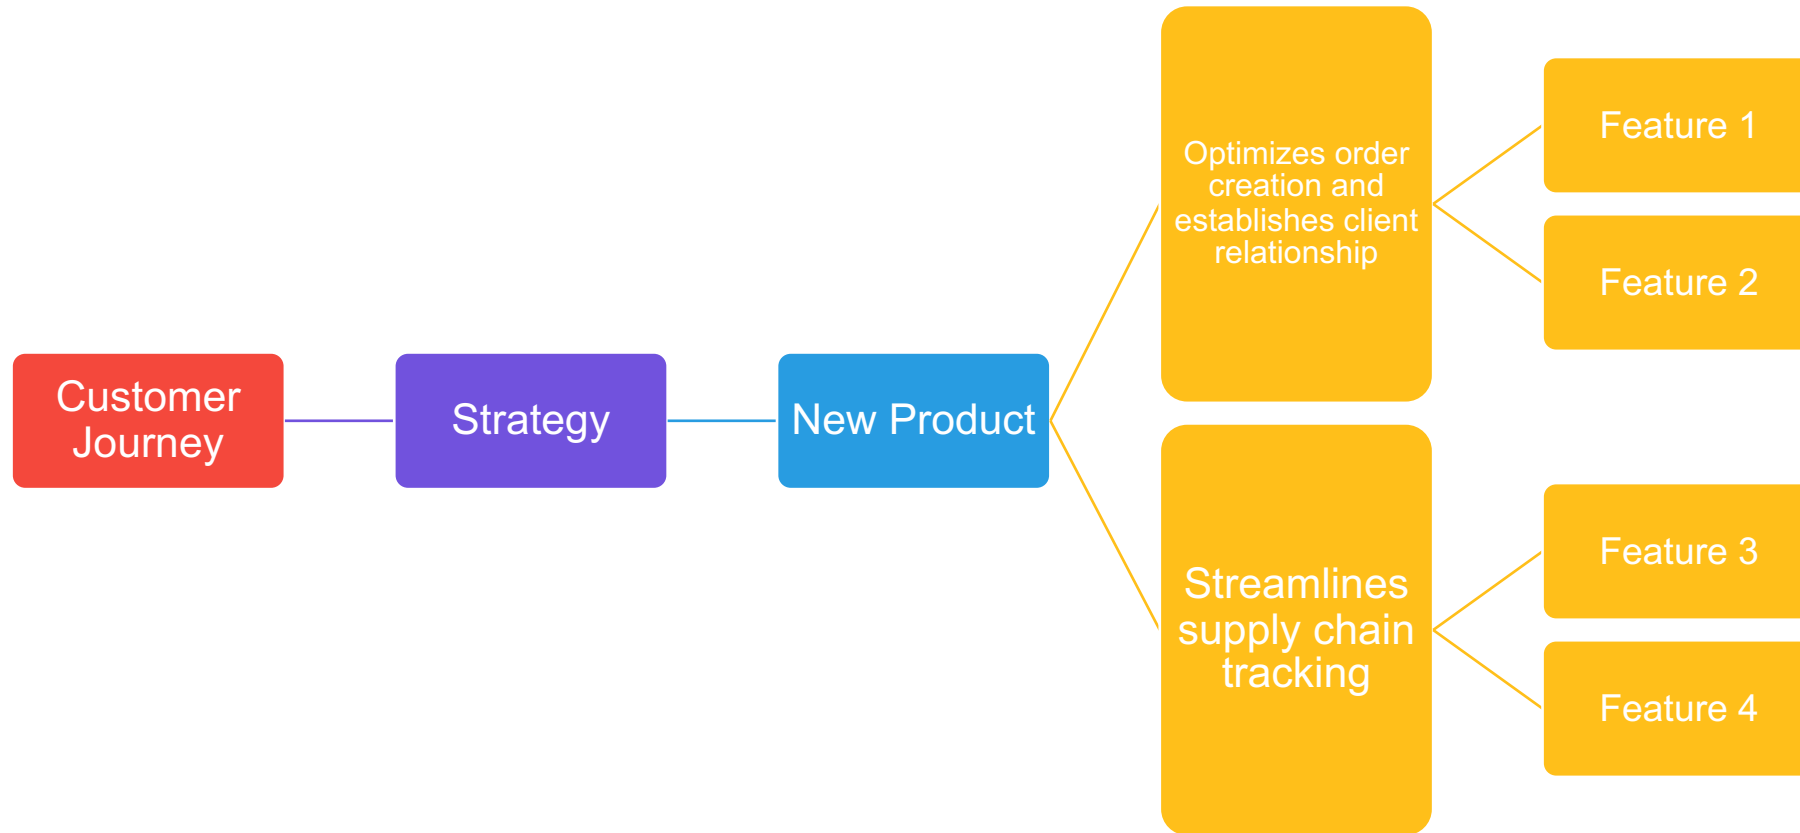 Customer
Journey
Strategy
New Product
Optimizes order
creation and
establishes client
relationship
Feature 1
Feature 2
Streamlines
supply chain
tracking
Feature 3
Feature 4